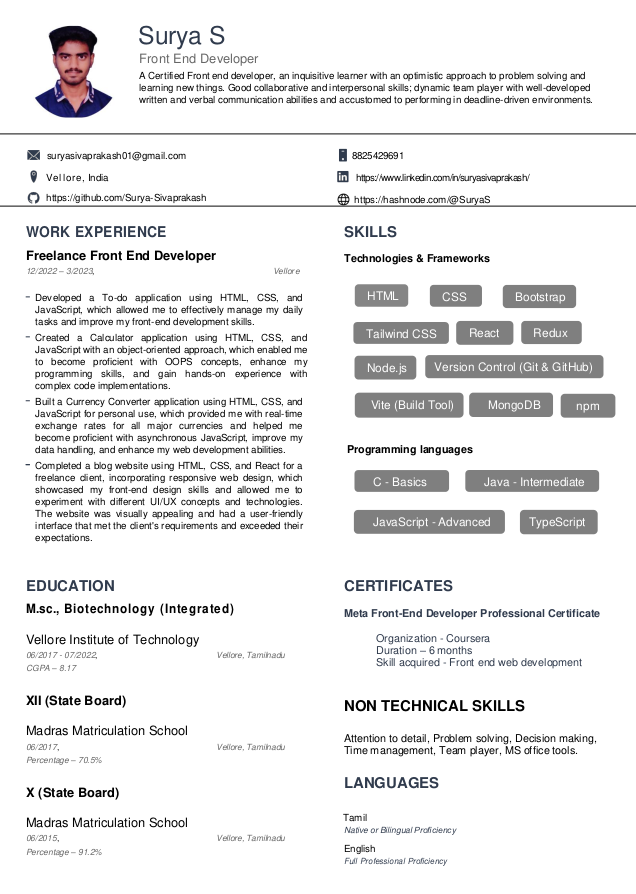 Surya S
Front End Developer
A Certified Front end developer, an inquisitive learner with an optimistic approach to problem solving and
learning new things. Good collaborative and interpersonal skills; dynamic team player with well-developed
written and verbal communication abilities and accustomed to performing in deadline-driven environments.
suryasivaprakash01@gmail.com
8825429691
Vellore, India
https://www.linkedin.com/in/suryasivaprakash/
https://github.com/Surya-Sivaprakash
https://hashnode.com/@SuryaS
WORK EXPERIENCE
Freelance Front End Developer
12/2022 – 3/2023,
Vellore
– Developed a To-do application using HTML, CSS, and
JavaScript, which allowed me to effectively manage my daily
tasks and improve my front-end development skills.
– Created a Calculator application using HTML, CSS, and
JavaScript with an object-oriented approach, which enabled me
to become proficient with OOPS concepts, enhance my
programming skills, and gain hands-on experience with
complex code implementations.
– Built a Currency Converter application using HTML, CSS, and
JavaScript for personal use, which provided me with real-time
exchange rates for all major currencies and helped me
become proficient with asynchronous JavaScript, improve my
data handling, and enhance my web development abilities.
– Completed a blog website using HTML, CSS, and React for a
freelance client, incorporating responsive web design, which
showcased my front-end design skills and allowed me to
experiment with different UI/UX concepts and technologies.
The website was visually appealing and had a user-friendly
interface that met the client's requirements and exceeded their
expectations.
SKILLS
Technologies & Frameworks
HTML
CSS
Bootstrap
Tailwind CSS
React
Redux
Node.js
Version Control (Git & GitHub)
Vite (Build Tool)
MongoDB
npm
Programming languages
C - Basics
Java - Intermediate
JavaScript - Advanced
TypeScript
EDUCATION
M.sc., Biotechnology (Integrated)
Vellore Institute of Technology
06/2017 - 07/2022,
Vellore, Tamilnadu
CGPA – 8.17
XII (State Board)
Madras Matriculation School
06/2017,
Vellore, Tamilnadu
Percentage – 70.5%
X (State Board)
Madras Matriculation School
06/2015,
Vellore, Tamilnadu
Percentage – 91.2%
CERTIFICATES
Meta Front-End Developer Professional Certificate
Organization - Coursera
Duration – 6 months
Skill acquired - Front end web development
NON TECHNICAL SKILLS
Attention to detail, Problem solving, Decision making,
Time management, Team player, MS office tools.
LANGUAGES
Tamil
Native or Bilingual Proficiency
English
Full Professional Proficiency